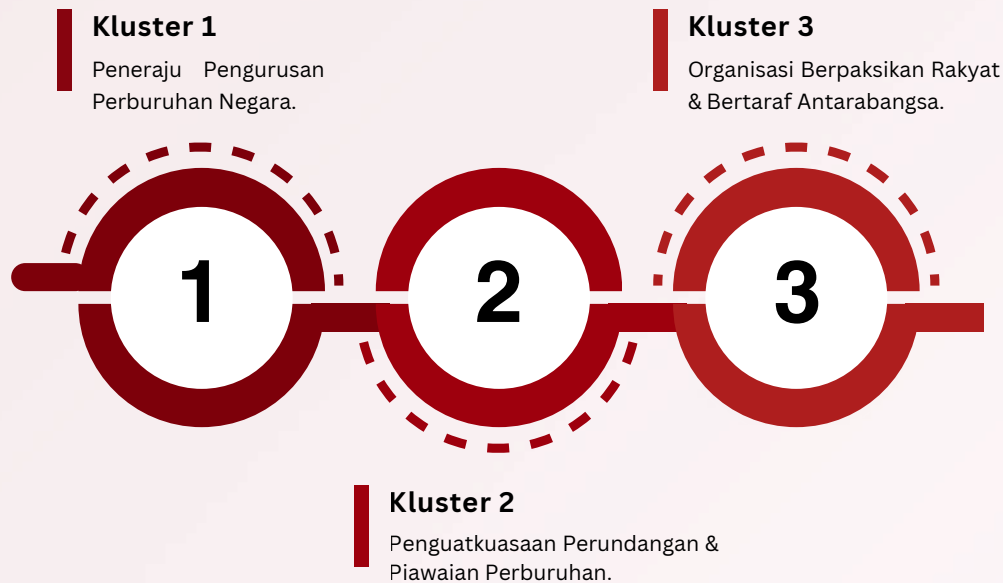 Kluster 1
Peneraju Pengurusan
Perburuhan Negara.
Kluster 3
Organisasi Berpaksikan Rakyat
& Bertaraf Antarabangsa.
1
2
3
Kluster 2
Penguatkuasaan Perundangan &
Piawaian Perburuhan.